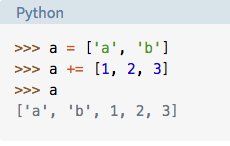 Python
>>> a = ['a', 'b']
>>> a += [1, 2, 3]
>>> a
['a', 'b', 1, 2, 3]